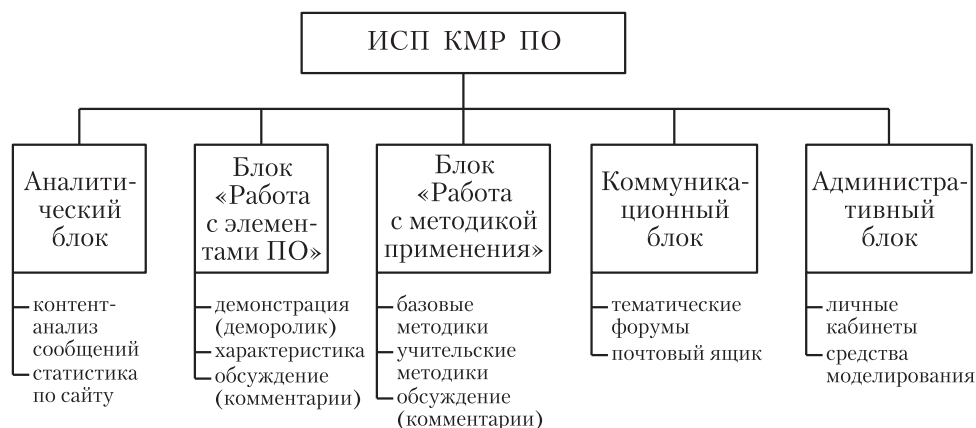 ИСП КМР ПО
Аналити-
ческий
блок
контент-
анализ
сообщений
статистика
по сайту
Блок
«Работа
с элемен-
тами ПО»
демонстрация
(деморолик)
характеристика
обсуждение
(комментарии)
Блок
«Работа
с методикой
применения»
базовые
методики
учительские
методики
обсуждение
(комментарии)
Коммуника-
ционный
блок
тематические
форумы
почтовый ящик
Администра-
тивный
блок
личные
кабинеты
средства
моделирования